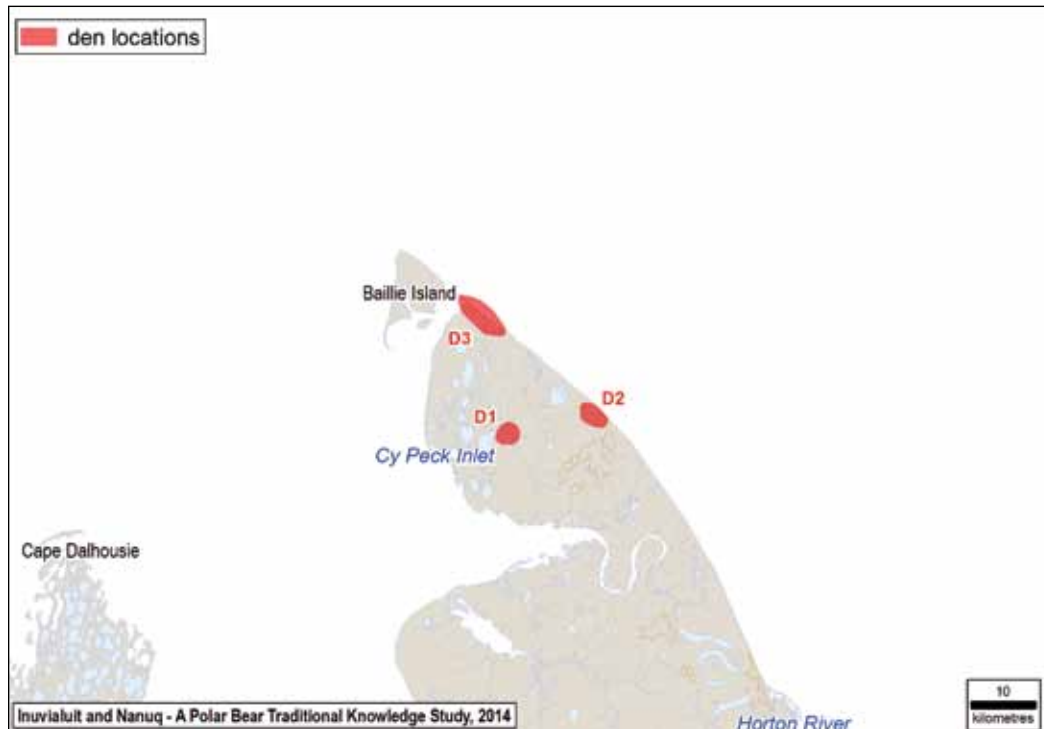 den locations
Baillie Island
D3
D2
D1
Cy Peck Inlet
Cape Dalhousie
10
kilometres
Inuvialuit and Nanuq - A Polar Bear Traditional Knowledge Study, 2014
Horton River